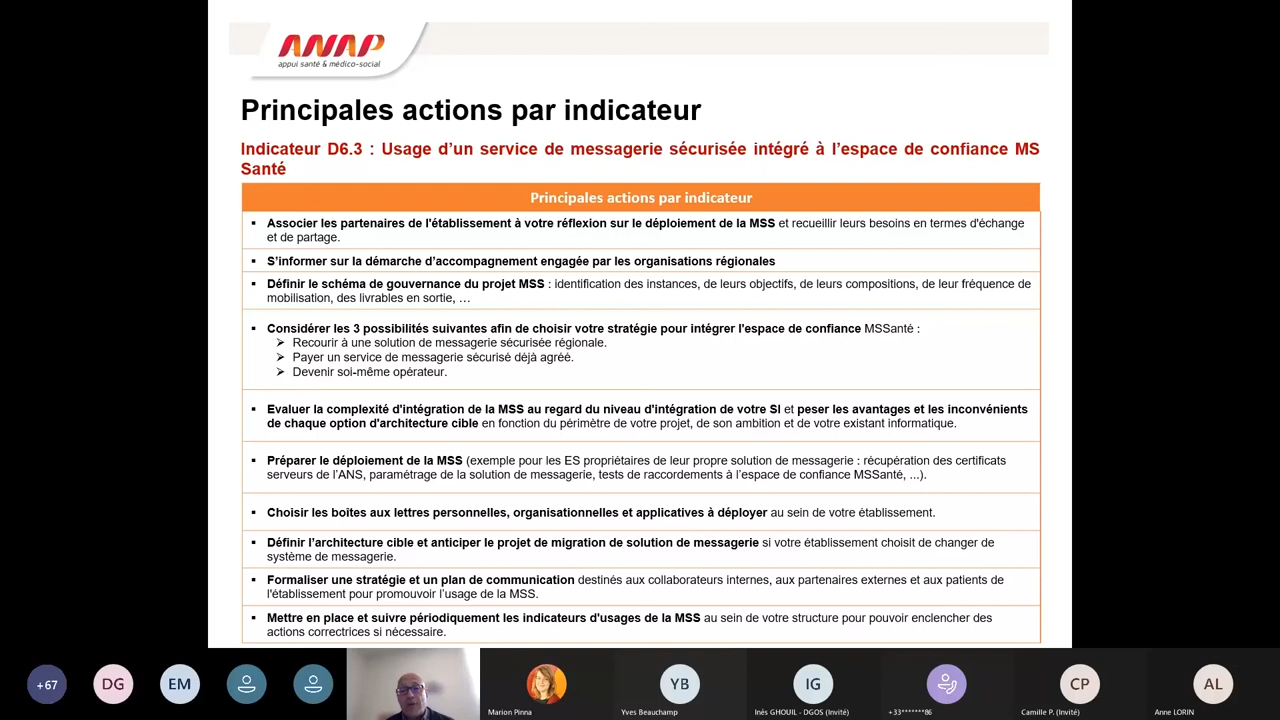 ANAP
appui santé & médico-social
Principales actions par indicateur
Indicateur D6.3 : Usage d’un service de messagerie sécurisée intégré à l’espace de confiance MS
Santé
Principales actions par indicateur
▪ Associer les partenaires de l'établissement à votre réflexion sur le déploiement de la MSS et recueillir leurs besoins en termes d'échange
et de partage.
▪ S’informer sur la démarche d’accompagnement engagée par les organisations régionales
▪ Définir le schéma de gouvernance du projet MSS : identification des instances, de leurs objectifs, de leurs compositions, de leur fréquence de
mobilisation, des livrables en sortie, …
▪ Considérer les 3 possibilités suivantes afin de choisir votre stratégie pour intégrer l'espace de confiance MSSanté :
➢ Recourir à une solution de messagerie sécurisée régionale.
➢ Payer un service de messagerie sécurisé déjà agréé.
➢ Devenir soi-même opérateur.
▪ Evaluer la complexité d'intégration de la MSS au regard du niveau d'intégration de votre SI et peser les avantages et les inconvénients
de chaque option d'architecture cible en fonction du périmètre de votre projet, de son ambition et de votre existant informatique.
▪ Préparer le déploiement de la MSS (exemple pour les ES propriétaires de leur propre solution de messagerie : récupération des certificats
serveurs de l’ANS, paramétrage de la solution de messagerie, tests de raccordements à l’espace de confiance MSSanté, ...).
▪ Choisir les boîtes aux lettres personnelles, organisationnelles et applicatives à déployer au sein de votre établissement.
▪ Définir l’architecture cible et anticiper le projet de migration de solution de messagerie si votre établissement choisit de changer de
système de messagerie.
▪ Formaliser une stratégie et un plan de communication destinés aux collaborateurs internes, aux partenaires externes et aux patients de
l'établissement pour promouvoir l’usage de la MSS.
▪ Mettre en place et suivre périodiquement les indicateurs d'usages de la MSS au sein de votre structure pour pouvoir enclencher des
actions correctrices si nécessaire.
+67 DG EM YB IG CP AL
Marion Pinna Yves Beauchamp Inès GHOUIL - DGOS (Invité) +33*******86 Camille P. (Invité) Anne LORIN